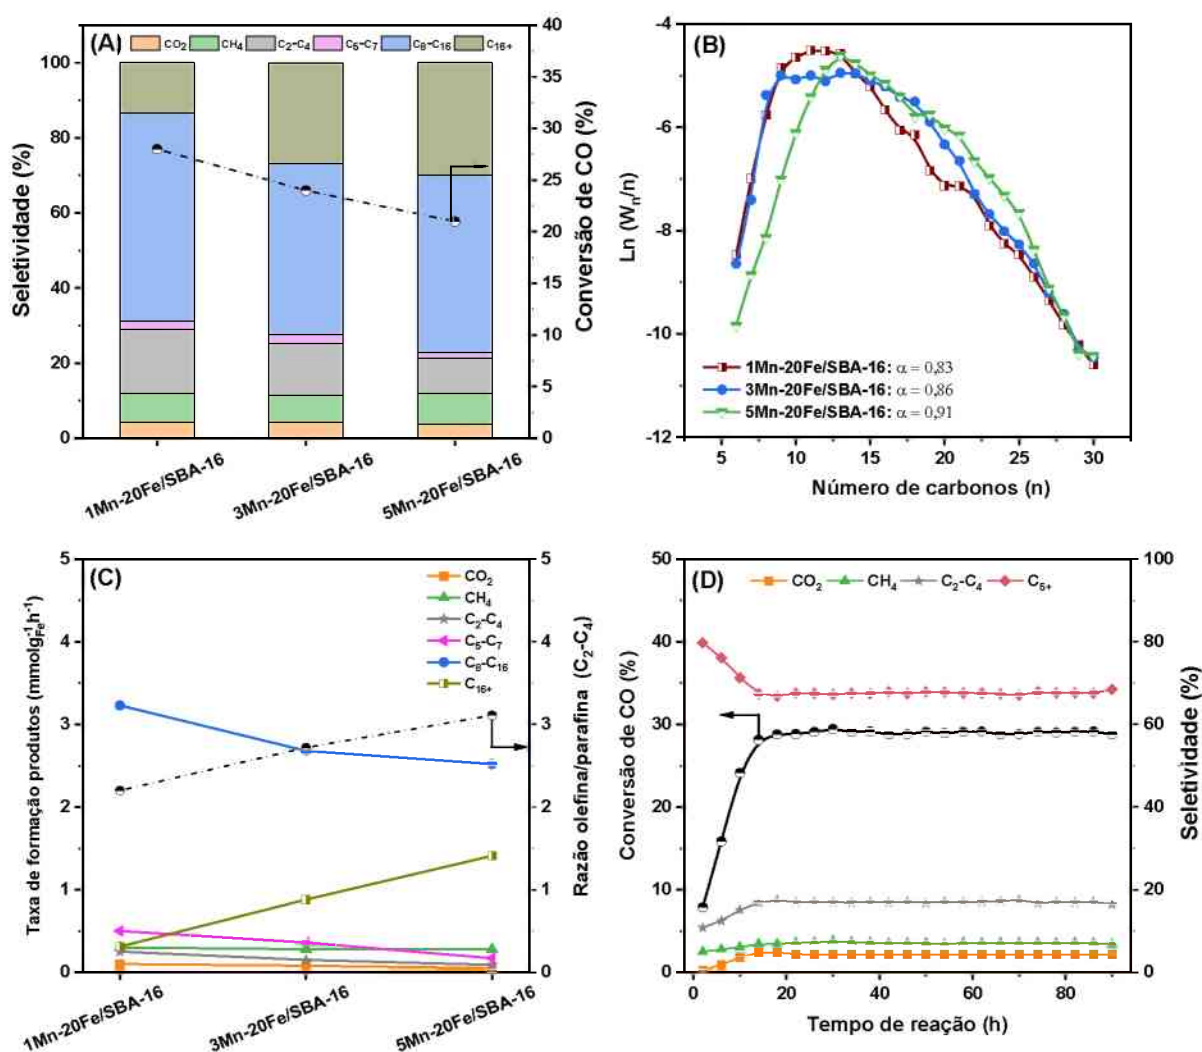 (A)
CO₂ CH₄ C₂-C₄ C₅-C₇ C₈-C₁₆ C₁₆₊
Seletividade (%)
100
80
60
40
20
0
Conversão de CO (%)
40
35
30
25
20
15
10
5
0
1Mn-20Fe/SBA-16
3Mn-20Fe/SBA-16
5Mn-20Fe/SBA-16
(B)
Ln (Wₙ/n)
-4
-6
-8
-10
-12
1Mn-20Fe/SBA-16: α = 0,83
3Mn-20Fe/SBA-16: α = 0,86
5Mn-20Fe/SBA-16: α = 0,91
5 10 15 20 25 30
Número de carbonos (n)
(C)
CO₂
CH₄
C₂-C₄
C₅-C₇
C₈-C₁₆
C₁₆₊
Taxa de formação produtos (mmolg⁻¹Feh⁻¹)
5
4
3
2
1
0
Razão olefina/parafina (C₂-C₄)
5
4
3
2
1
0
1Mn-20Fe/SBA-16
3Mn-20Fe/SBA-16
5Mn-20Fe/SBA-16
(D)
CO₂ CH₄ C₂-C₄ C₅₊
Conversão de CO (%)
50
40
30
20
10
0
Seletividade (%)
100
80
60
40
20
0
0 20 40 60 80
Tempo de reação (h)